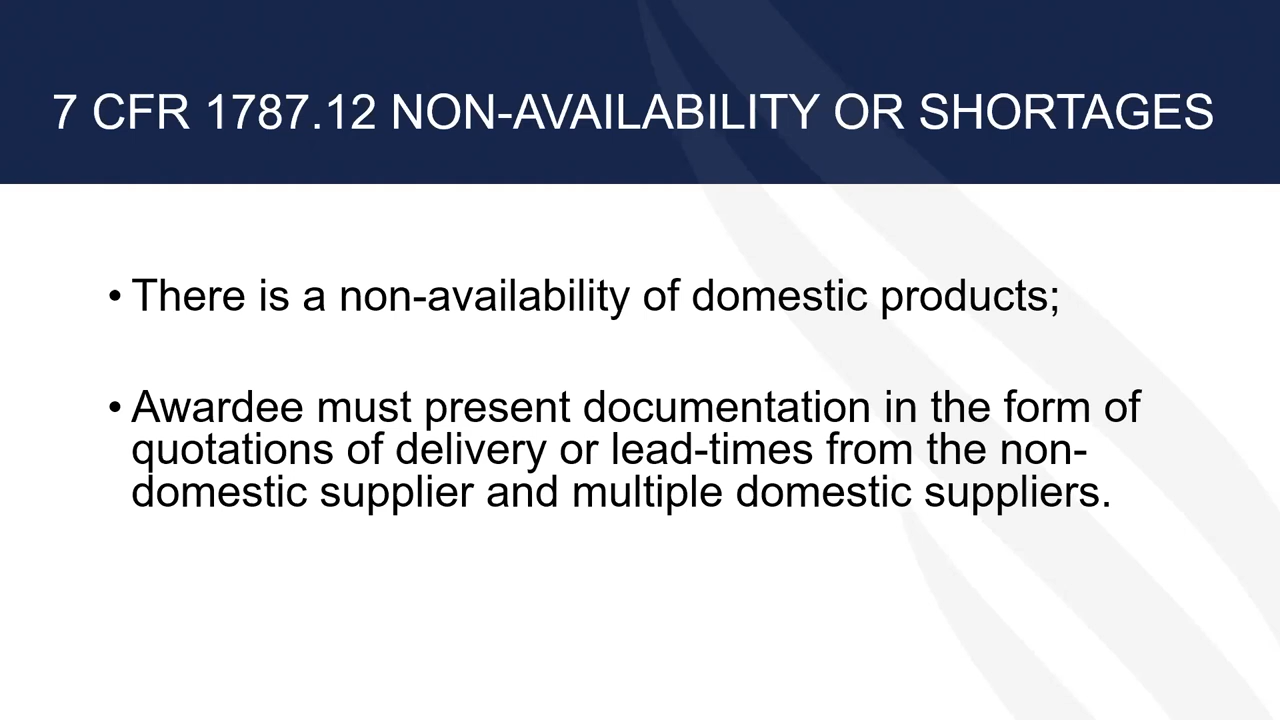 7 CFR 1787.12 NON-AVAILABILITY OR SHORTAGES
• There is a non-availability of domestic products;
• Awardee must present documentation in the form of
quotations of delivery or lead-times from the non-
domestic supplier and multiple domestic suppliers.